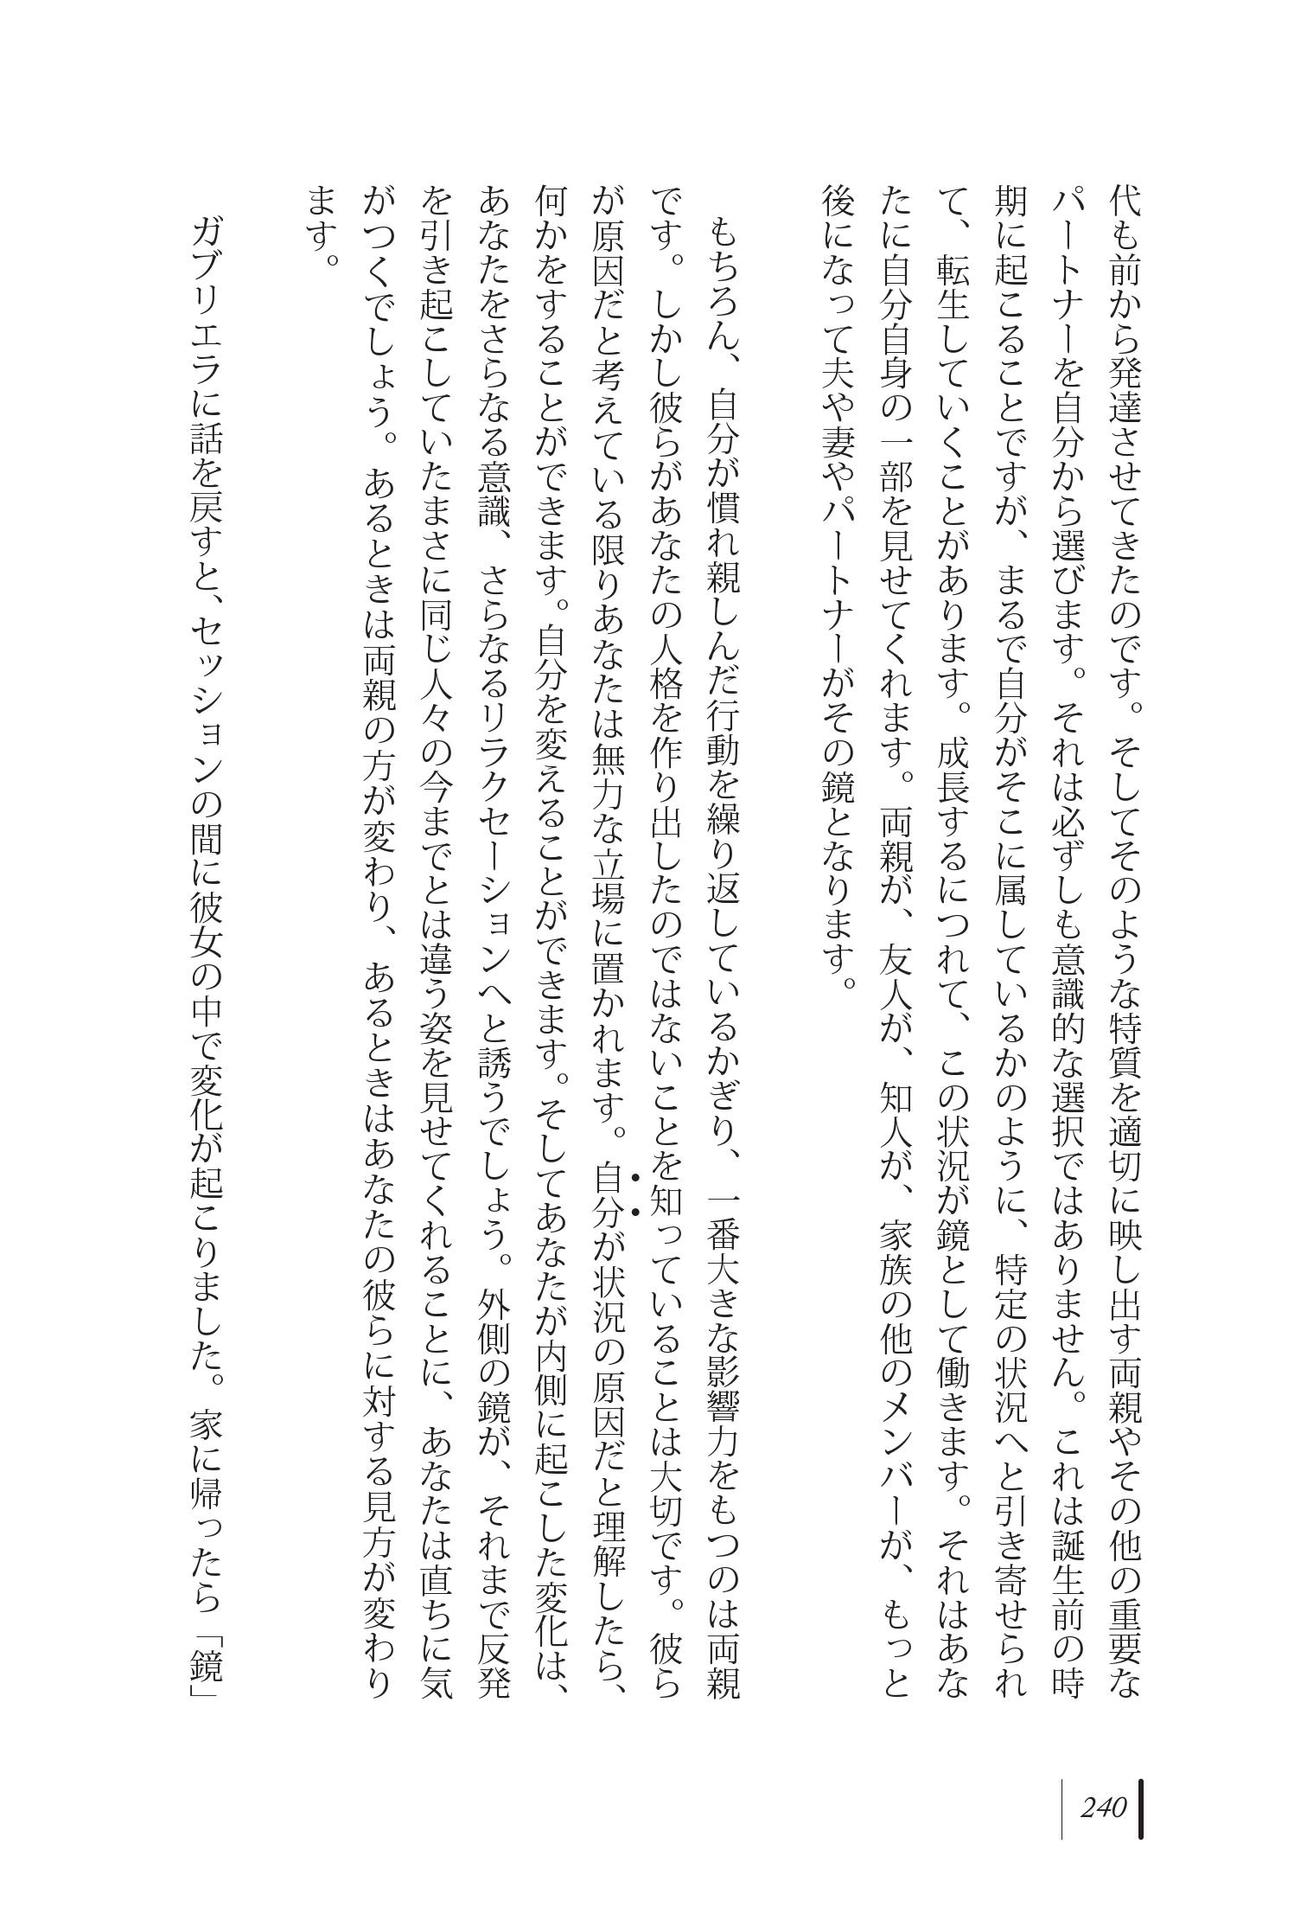 代も前から発達させてきたのです。そしてそのような特質を適切に映し出す両親やその他の重要な
パートナーを自分から選びます。それは必ずしも意識的な選択ではありません。これは誕生前の時
期に起こることですが、まるで自分がそこに属しているかのように、特定の状況へと引き寄せられ
て、転生していくことがあります。成長するにつれて、この状況が鏡として働きます。それはあな
たに自分自身の一部を見せてくれます。両親が、友人が、知人が、家族の他のメンバーが、もっと
後になって夫や妻やパートナーがその鏡となります。
もちろん、自分が慣れ親しんだ行動を繰り返しているかぎり、一番大きな影響力をもつのは両親
です。しかし彼らがあなたの人格を作り出したのではないことを知っていることは大切です。彼ら
が原因だと考えている限りあなたは無力な立場に置かれます。自分が状況の原因だと理解したら、
何かをすることができます。自分を変えることができます。そしてあなたが内側に起こした変化は、
あなたをさらなる意識、さらなるリラクセーションへと誘うでしょう。外側の鏡が、それまで反発
を引き起こしていたまさに同じ人々の今までとは違う姿を見せてくれることに、あなたは直ちに気
がつくでしょう。あるときは両親の方が変わり、あるときはあなたの彼らに対する見方が変わり
ます。
ガブリエラに話を戻すと、セッションの間に彼女の中で変化が起こりました。家に帰ったら「鏡」
240